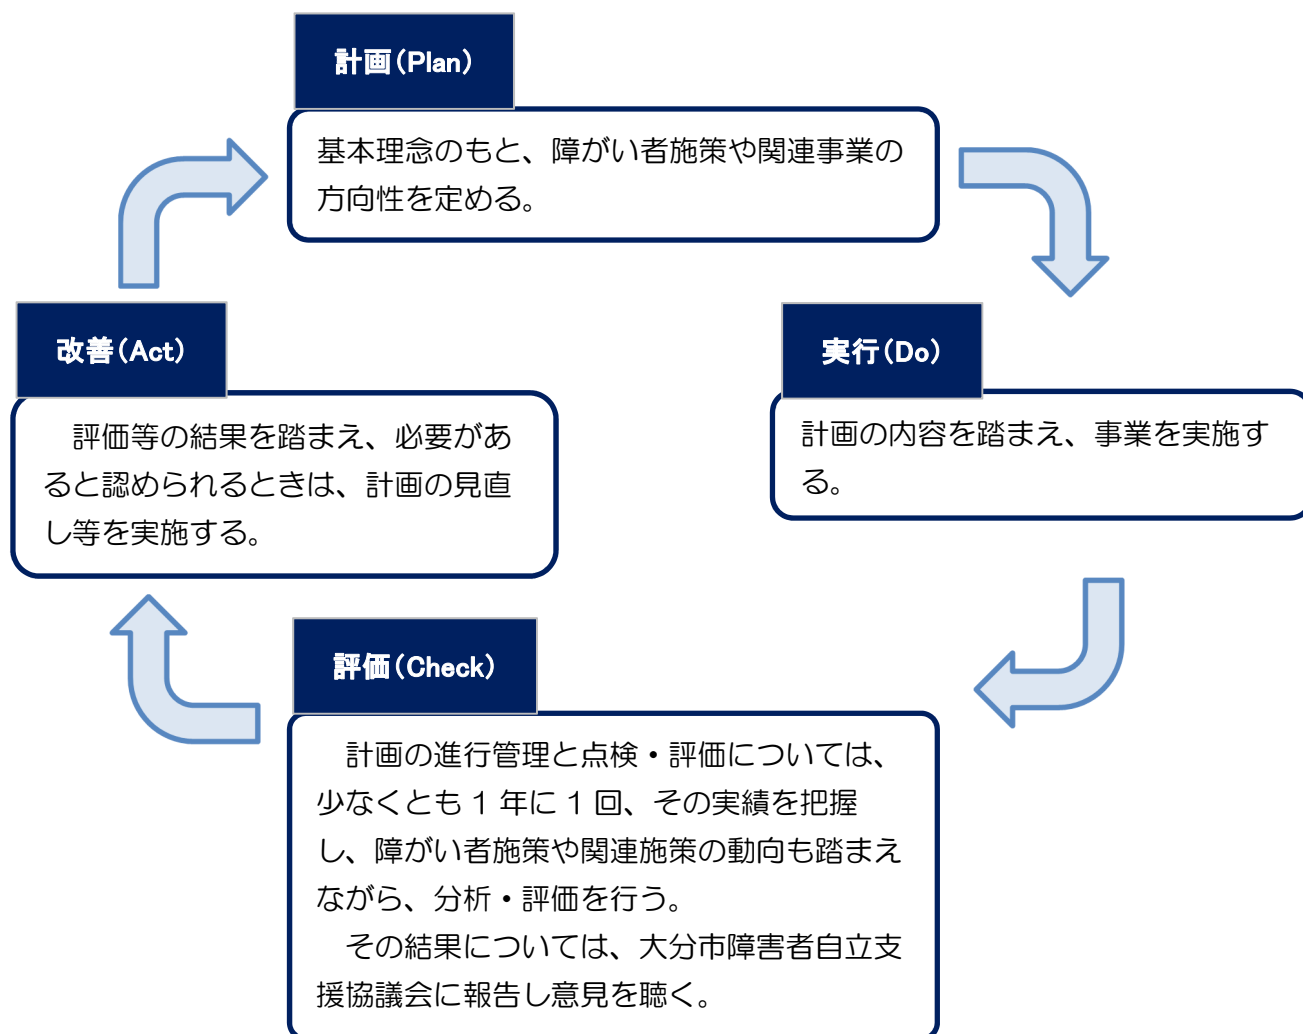 計画(Plan)
基本理念のもと、障がい者施策や関連事業の
方向性を定める。
実行(Do)
計画の内容を踏まえ、事業を実施す
る。
評価(Check)
計画の進行管理と点検・評価については、
少なくとも 1 年に 1 回、その実績を把握
し、障がい者施策や関連施策の動向も踏まえ
ながら、分析・評価を行う。
その結果については、大分市障害者自立支
援協議会に報告し意見を聴く。
改善(Act)
評価等の結果を踏まえ、必要があ
ると認められるときは、計画の見直
し等を実施する。